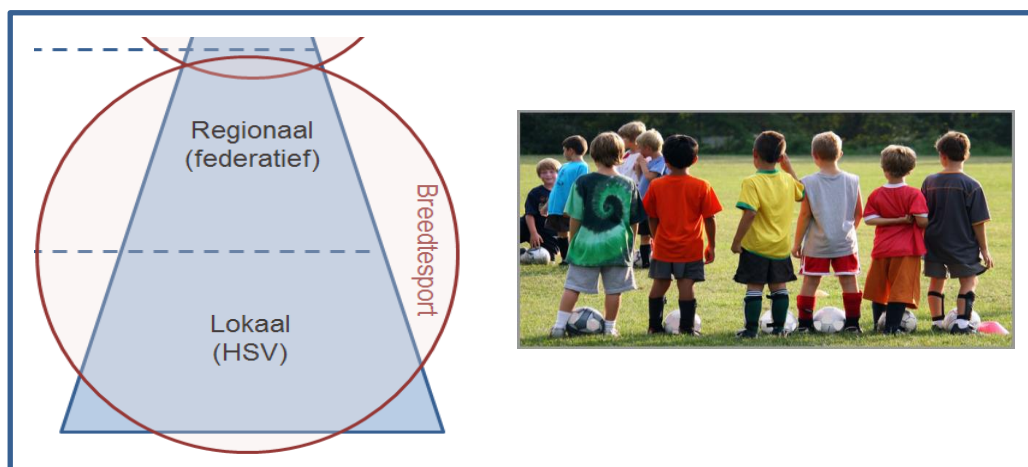 Regionaal
(federatief)
Breedtesport
Lokaal
(HSV)